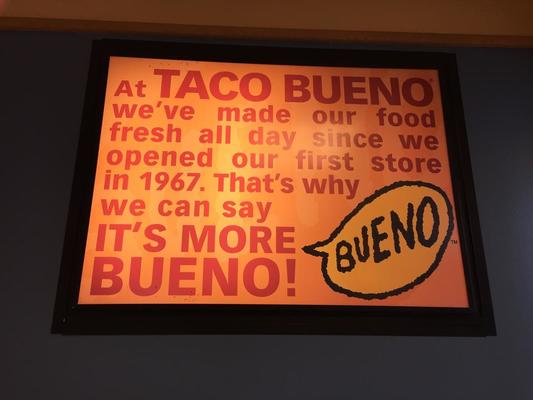 At TACO BUENO®
we've made our food
fresh all day since we
opened our first store
in 1967. That's why
we can say
IT'S MORE
BUENO!
BUENO™